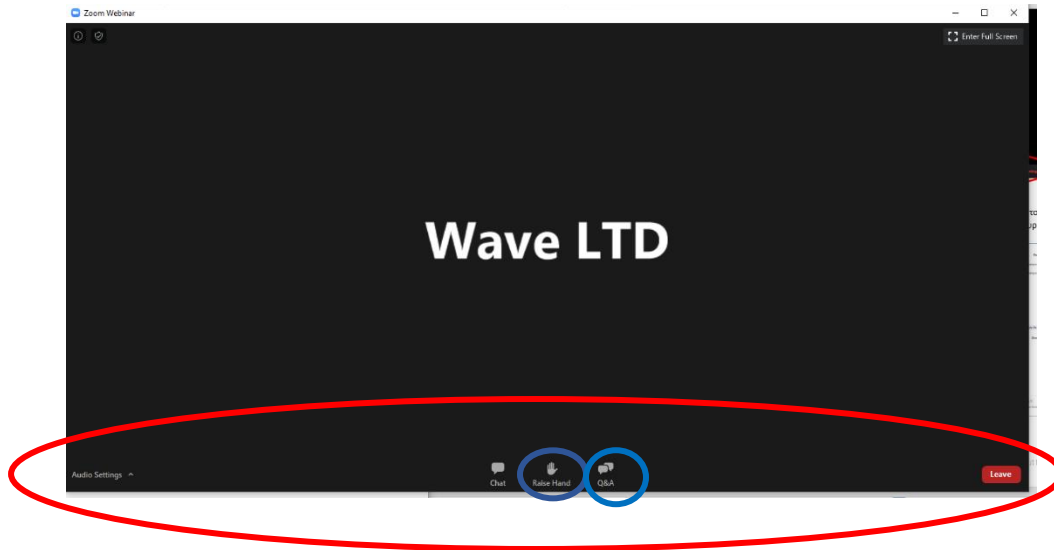 Zoom Webinar
Enter Full Screen
Wave LTD
Audio Settings
Chat
Raise Hand
Q&A
Leave